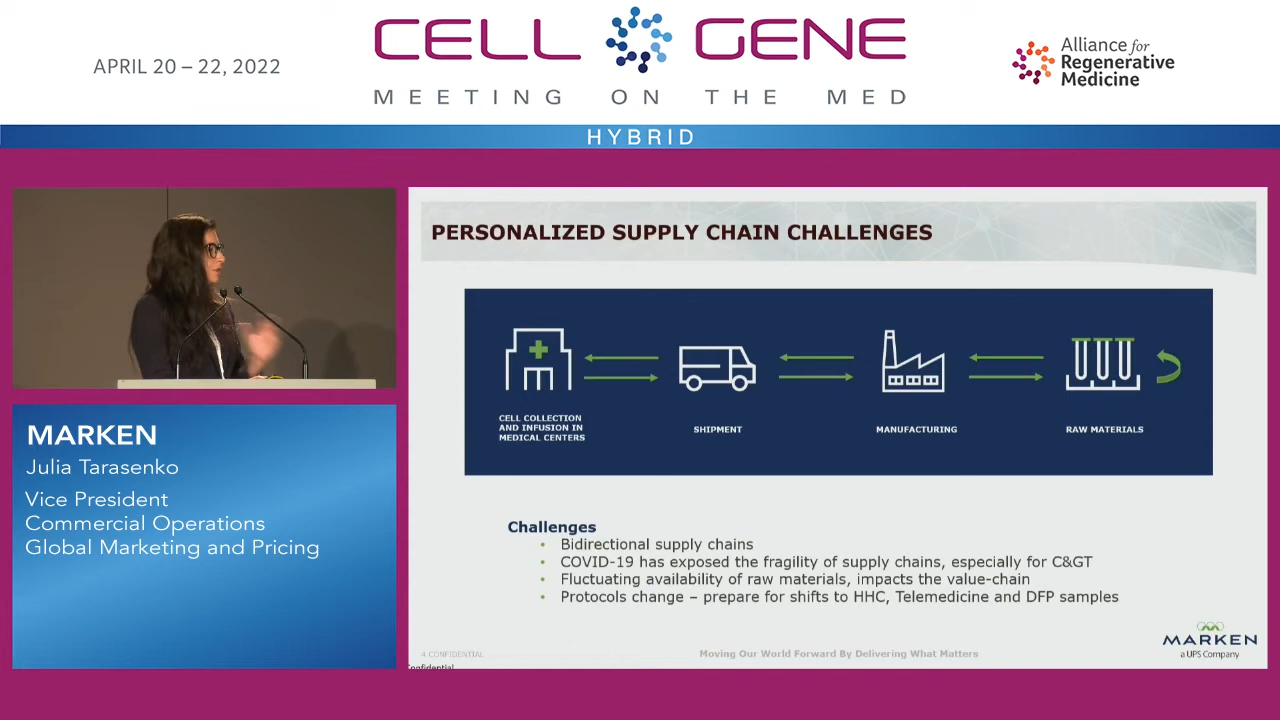 APRIL 20 – 22, 2022
CELL GENE
MEETING ON THE MED
Alliance for
Regenerative
Medicine
HYBRID
MARKEN
Julia Tarasenko
Vice President
Commercial Operations
Global Marketing and Pricing
PERSONALIZED SUPPLY CHAIN CHALLENGES
CELL COLLECTION
AND INFUSION IN
MEDICAL CENTERS
SHIPMENT
MANUFACTURING
RAW MATERIALS
Challenges
• Bidirectional supply chains
• COVID-19 has exposed the fragility of supply chains, especially for C&GT
• Fluctuating availability of raw materials, impacts the value-chain
• Protocols change – prepare for shifts to HHC, Telemedicine and DFP samples
4 CONFIDENTIAL
Moving Our World Forward By Delivering What Matters
MARKEN
a UPS Company